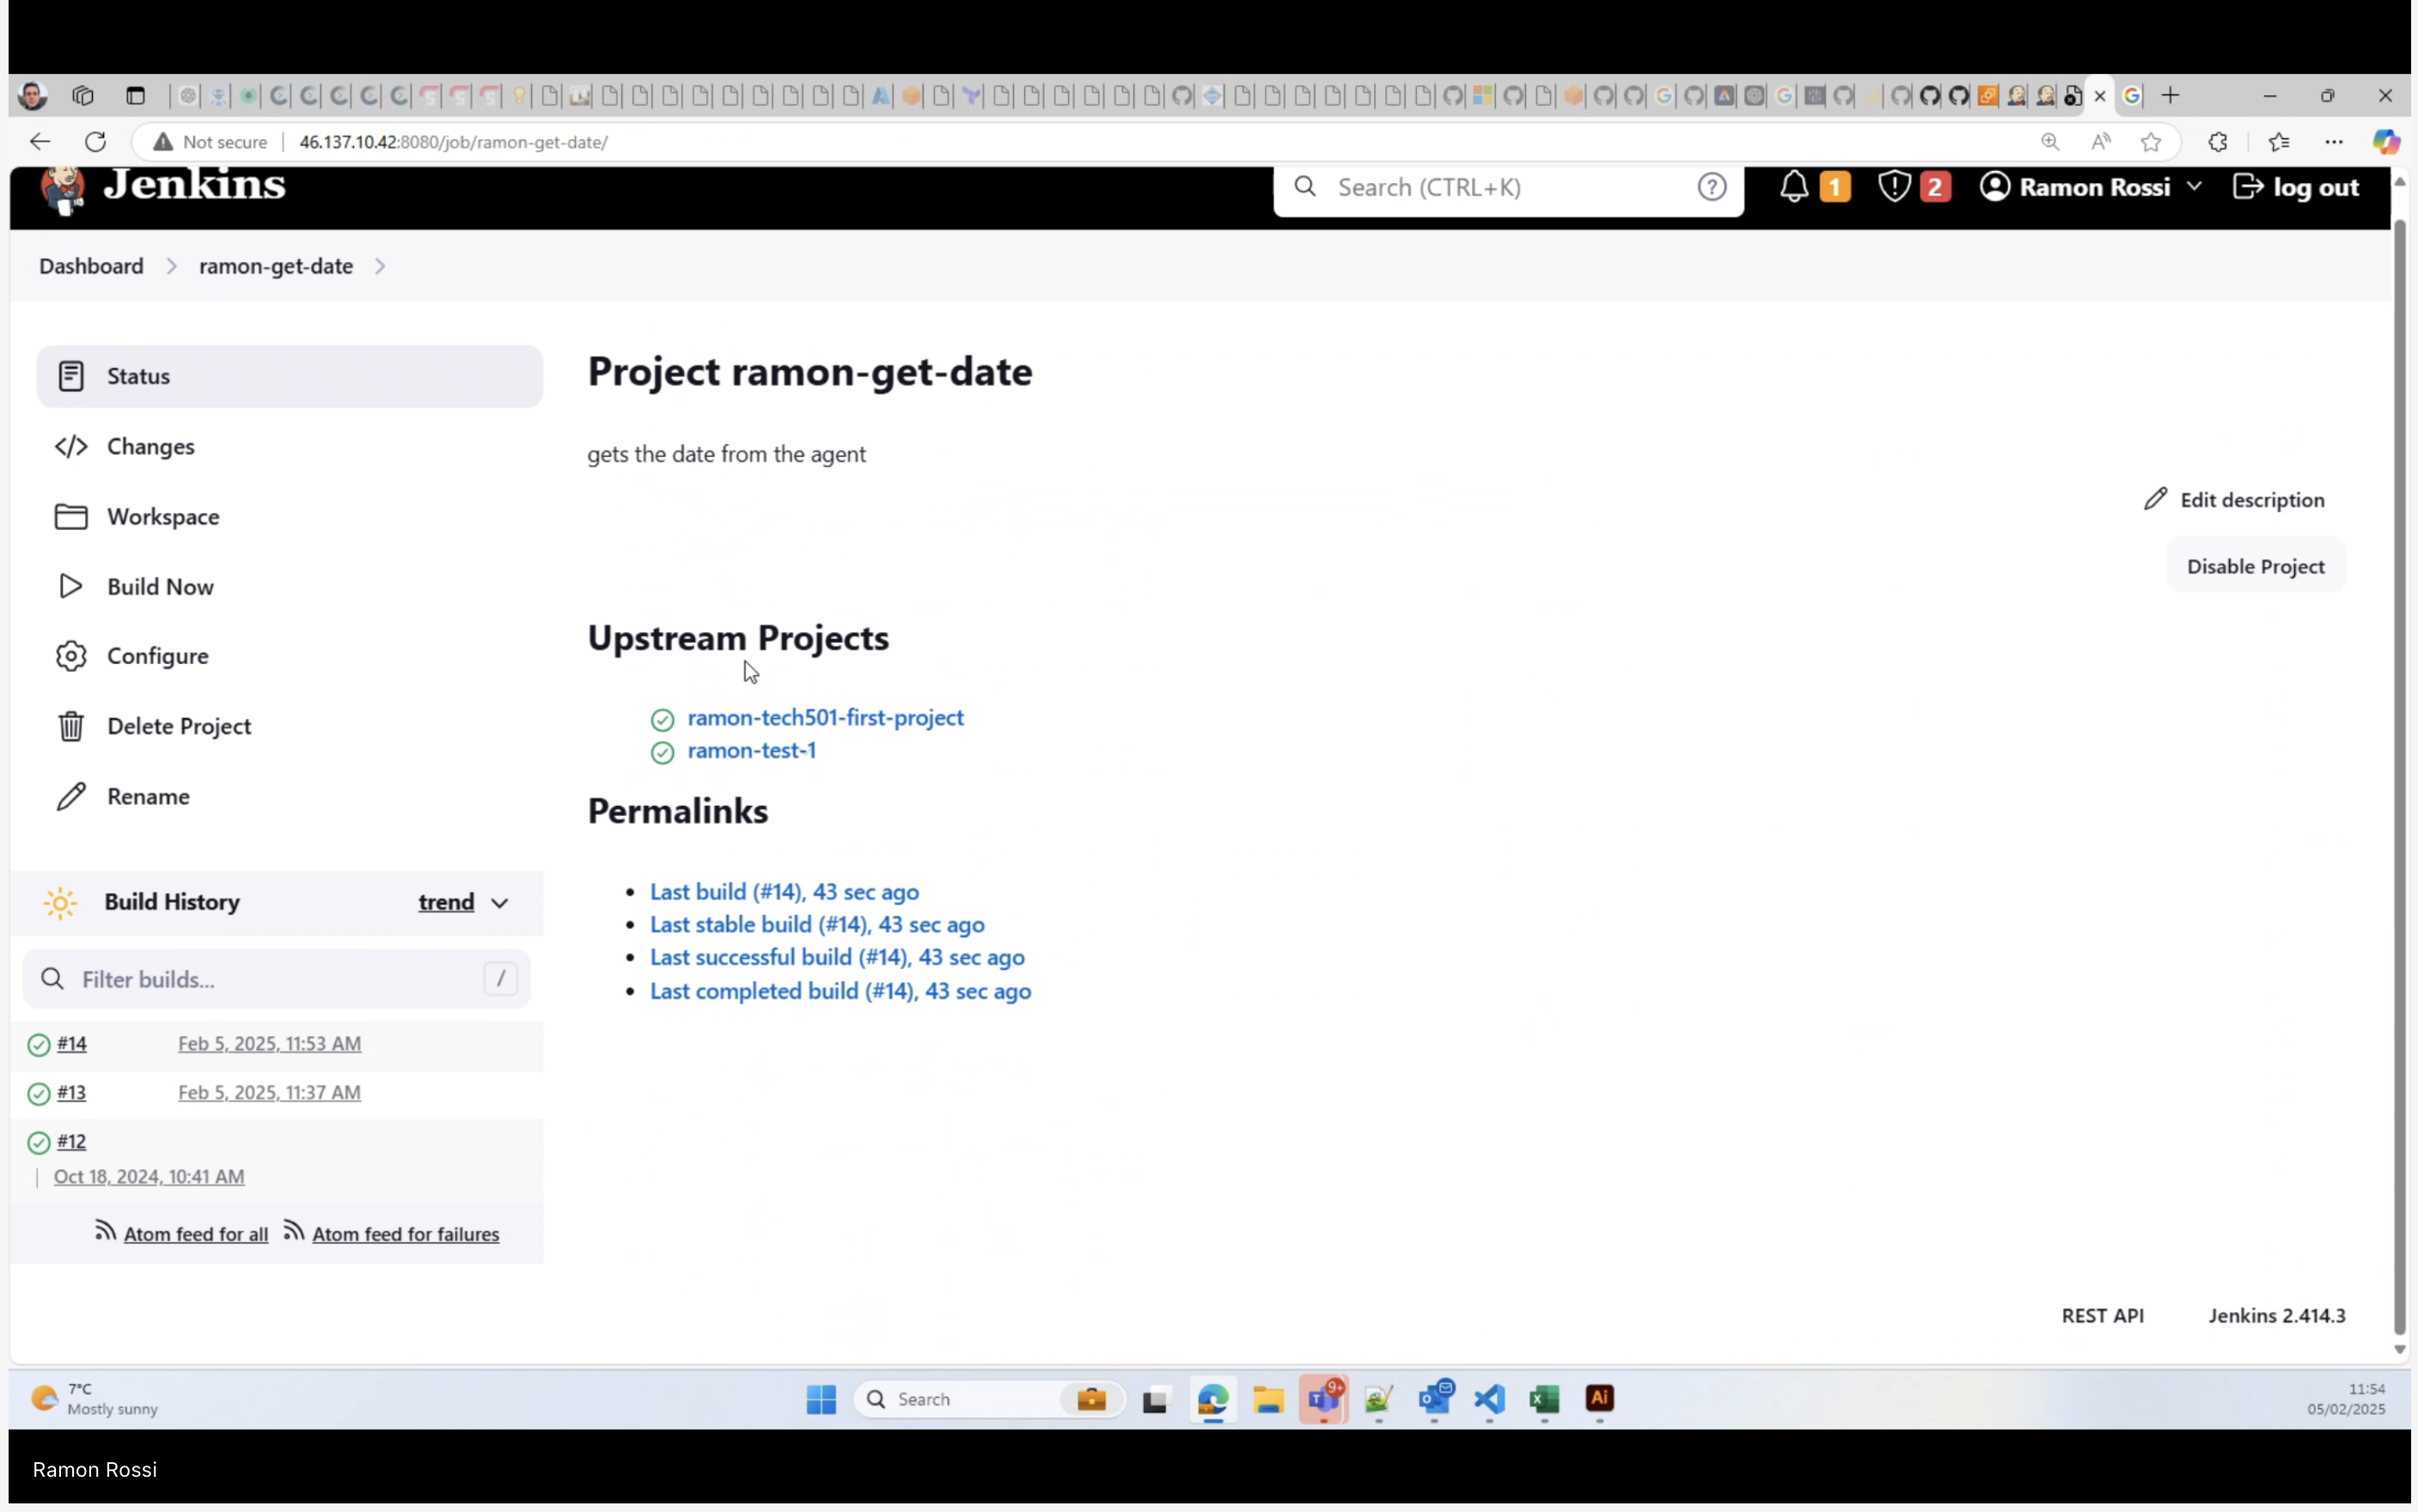 Not secure 46.137.10.42:8080/job/ramon-get-date/
Jenkins
Search (CTRL+K)
1
2
Ramon Rossi
log out
Dashboard
ramon-get-date
Status
Changes
Workspace
Build Now
Configure
Delete Project
Rename
Build History
trend
Filter builds...
/
#14 Feb 5, 2025, 11:53 AM
#13 Feb 5, 2025, 11:37 AM
#12
Oct 18, 2024, 10:41 AM
Atom feed for all
Atom feed for failures
Project ramon-get-date
gets the date from the agent
Edit description
Disable Project
Upstream Projects
ramon-tech501-first-project
ramon-test-1
Permalinks
Last build (#14), 43 sec ago
Last stable build (#14), 43 sec ago
Last successful build (#14), 43 sec ago
Last completed build (#14), 43 sec ago
REST API
Jenkins 2.414.3
7°C
Mostly sunny
Search
9+
Ai
11:54
05/02/2025
Ramon Rossi